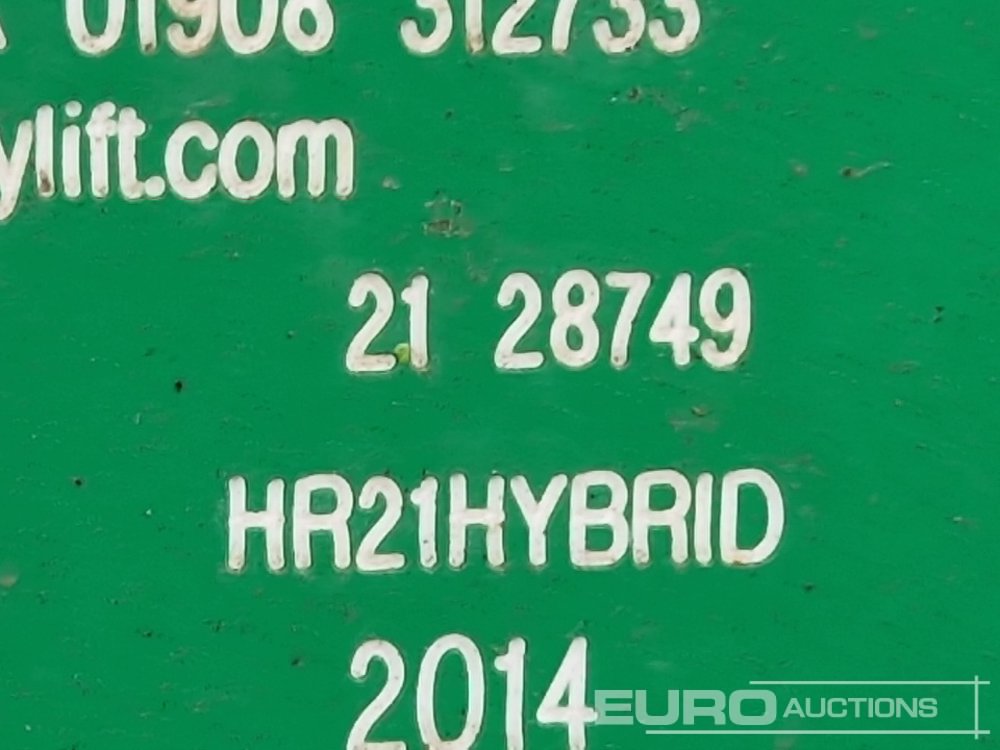 01908 312733
ylift.com
21 28749
HR21HYBRID
2014
EURO AUCTIONS